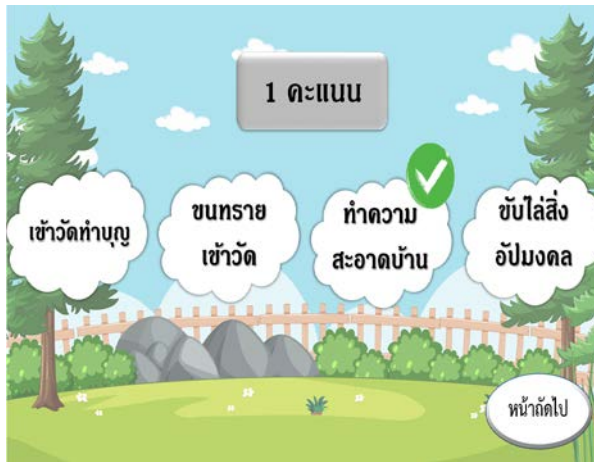 1 คะแนน
เข้าวัดทำบุญ
ขนทราย
เข้าวัด
ทำความ
สะอาดบ้าน
ขับไล่สิ่ง
อัปมงคล
หน้าถัดไป